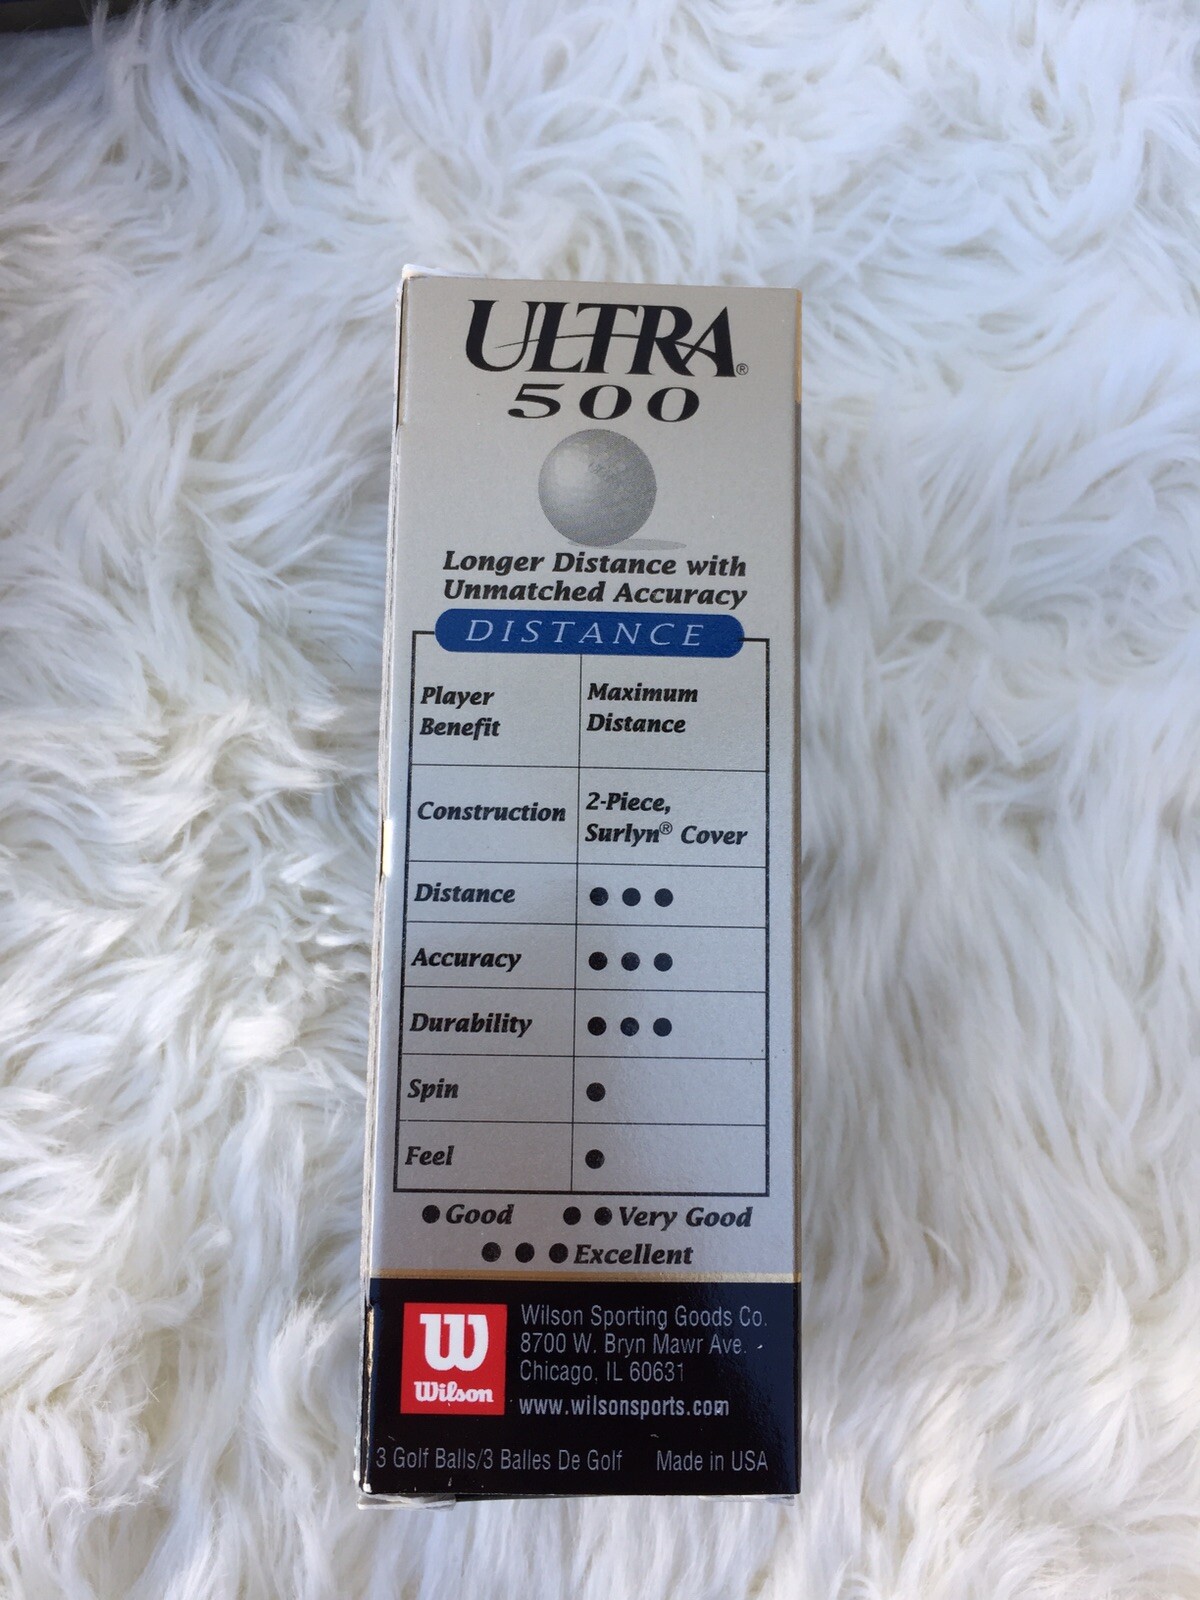 ULTRA®
500
Longer Distance with
Unmatched Accuracy
DISTANCE
Player
Benefit
Maximum
Distance
Construction
2-Piece,
Surlyn® Cover
Distance ● ● ●
Accuracy ● ● ●
Durability ● ● ●
Spin ●
Feel ●
● Good ● ● Very Good
● ● ● Excellent
W
Wilson
Wilson Sporting Goods Co.
8700 W. Bryn Mawr Ave.
Chicago, IL 60631
www.wilsonsports.com
3 Golf Balls/3 Balles De Golf Made in USA